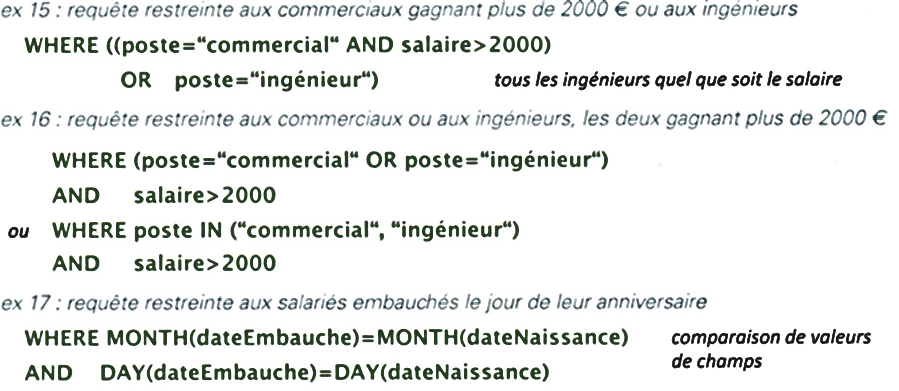 ex 15 : requête restreinte aux commerciaux gagnant plus de 2000 € ou aux ingénieurs
WHERE ((poste=“commercial“ AND salaire>2000)
OR poste=“ingénieur“) tous les ingénieurs quel que soit le salaire
ex 16 : requête restreinte aux commerciaux ou aux ingénieurs, les deux gagnant plus de 2000 €
WHERE (poste=“commercial“ OR poste=“ingénieur“)
AND salaire>2000
ou WHERE poste IN (“commercial“, “ingénieur“)
AND salaire>2000
ex 17 : requête restreinte aux salariés embauchés le jour de leur anniversaire
WHERE MONTH(dateEmbauche)=MONTH(dateNaissance) comparaison de valeurs
AND DAY(dateEmbauche)=DAY(dateNaissance) de champs